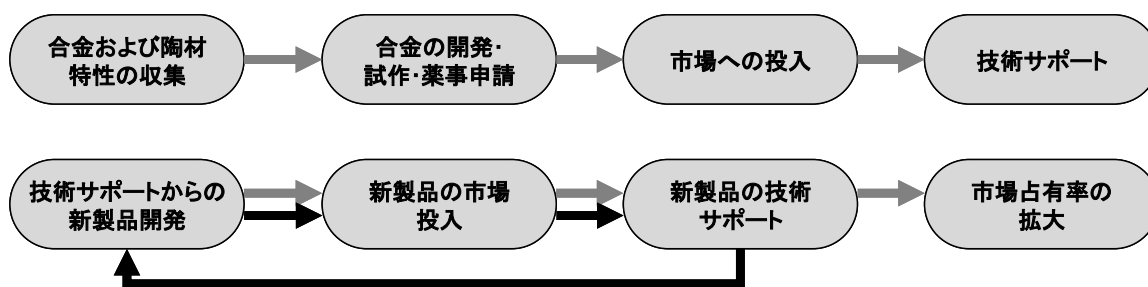 合金および陶材
特性の収集
合金の開発・
試作・薬事申請
市場への投入
技術サポート
技術サポートからの
新製品開発
新製品の市場
投入
新製品の技術
サポート
市場占有率の
拡大